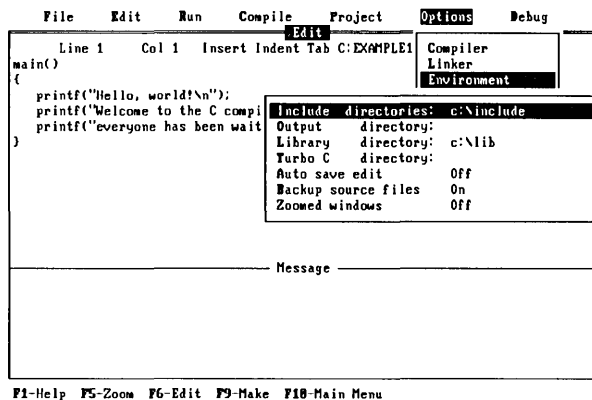 File Edit Run Compile Project Options Debug
Edit
Line 1 Col 1 Insert Indent Tab C:EXAMPLE1
Compiler
Linker
Environment
main()
{
printf("Hello, world!\n");
printf("Welcome to the C compi
printf("everyone has been wait
}
Include directories: c:\include
Output directory:
Library directory: c:\lib
Turbo C directory:
Auto save edit Off
Backup source files On
Zoomed windows Off
Message
F1-Help F5-Zoom F6-Edit F9-Make F10-Main Menu